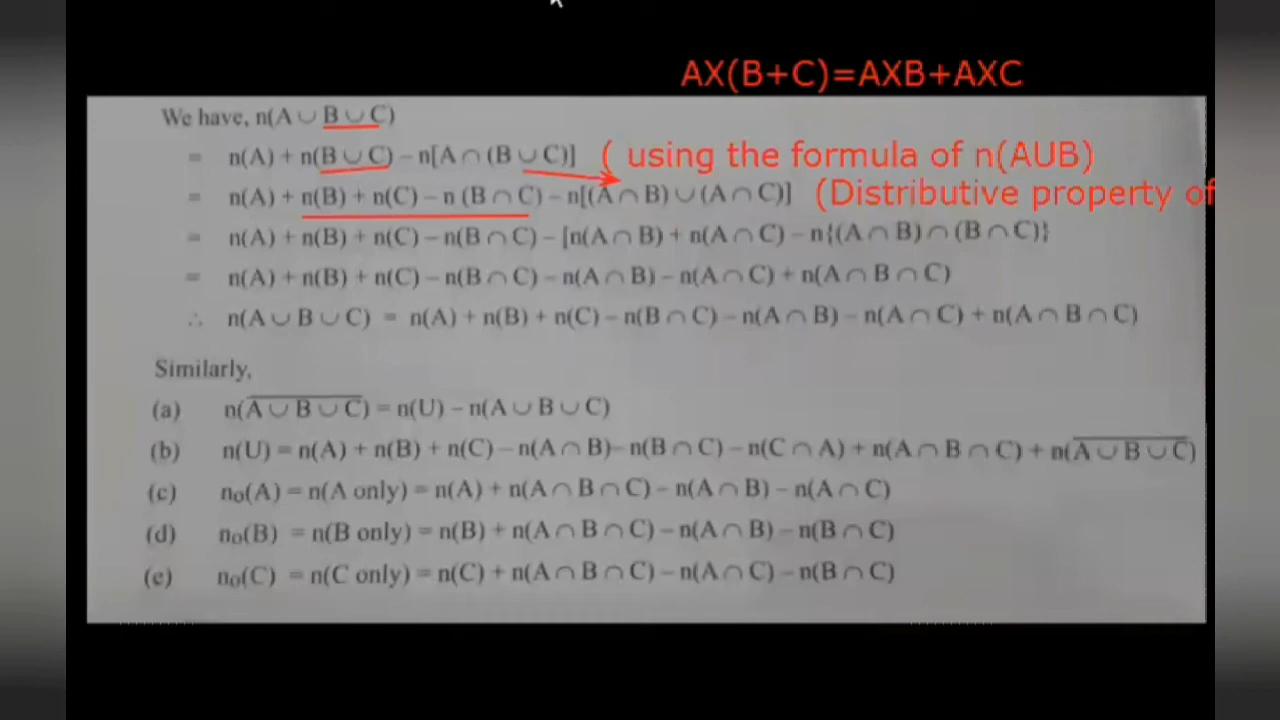 AX(B+C)=AXB+AXC
We have, n(A ∪ B ∪ C)
= n(A) + n(B ∪ C) − n[A ∩ (B ∪ C)] ( using the formula of n(AUB)
= n(A) + n(B) + n(C) − n (B ∩ C) − n[(A ∩ B) ∪ (A ∩ C)] (Distributive property of
= n(A) + n(B) + n(C) − n(B ∩ C) − [n(A ∩ B) + n(A ∩ C) − n{(A ∩ B) ∩ (B ∩ C)}
= n(A) + n(B) + n(C) − n(B ∩ C) − n(A ∩ B) − n(A ∩ C) + n(A ∩ B ∩ C)
∴ n(A ∪ B ∪ C) = n(A) + n(B) + n(C) − n(B ∩ C) − n(A ∩ B) − n(A ∩ C) + n(A ∩ B ∩ C)
Similarly,
(a) n(A̅ ̅∪̅ ̅B̅ ̅∪̅ ̅C̅) = n(U) − n(A ∪ B ∪ C)
(b) n(U) = n(A) + n(B) + n(C) − n(A ∩ B)− n(B ∩ C) − n(C ∩ A) + n(A ∩ B ∩ C) + n(A̅ ̅∪̅ ̅B̅ ̅∪̅ ̅C̅)
(c) n₀(A) = n(A only) = n(A) + n(A ∩ B ∩ C) − n(A ∩ B) − n(A ∩ C)
(d) n₀(B) = n(B only) = n(B) + n(A ∩ B ∩ C) − n(A ∩ B) − n(B ∩ C)
(e) n₀(C) = n(C only) = n(C) + n(A ∩ B ∩ C) − n(A ∩ C) − n(B ∩ C)